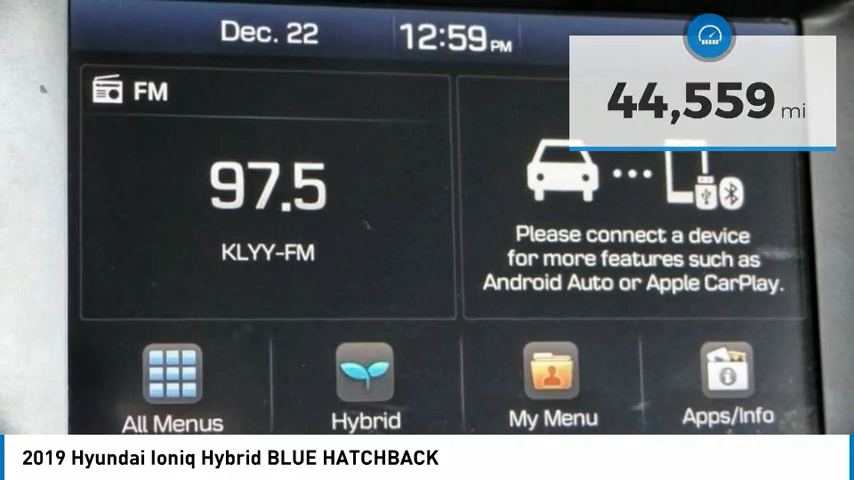 Dec. 22
12:59 PM
44,559 mi
FM
97.5
KLYY-FM
Please connect a device
for more features such as
Android Auto or Apple CarPlay.
All Menus
Hybrid
My Menu
Apps/Info
2019 Hyundai Ioniq Hybrid BLUE HATCHBACK